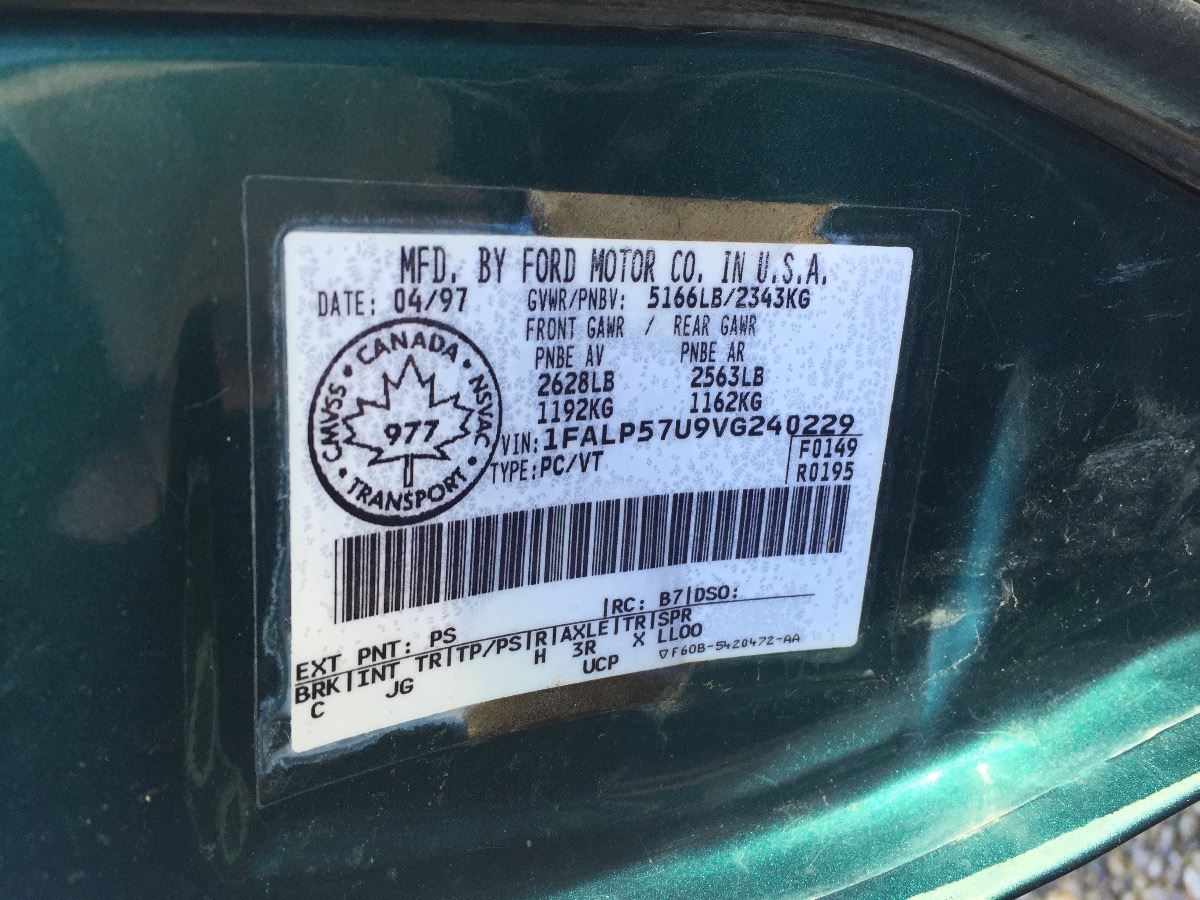 MFD. BY FORD MOTOR CO. IN U.S.A.
DATE: 04/97 GVWR/PNBV: 5166LB/2343KG
FRONT GAWR / REAR GAWR
PNBE AV PNBE AR
2628LB 2563LB
1192KG 1162KG
CANADA • NSVAC • TRANSPORT • CMVSS •
977
VIN: 1FALP57U9VG240229
TYPE: PC/VT F0149
R0195
|RC: B7|DSO:
EXT PNT: PS
BRK|INT TR|TP/PS|R|AXLE|TR|SPR
C JG H 3R X LL00
UCP ▽F60B-5420472-AA